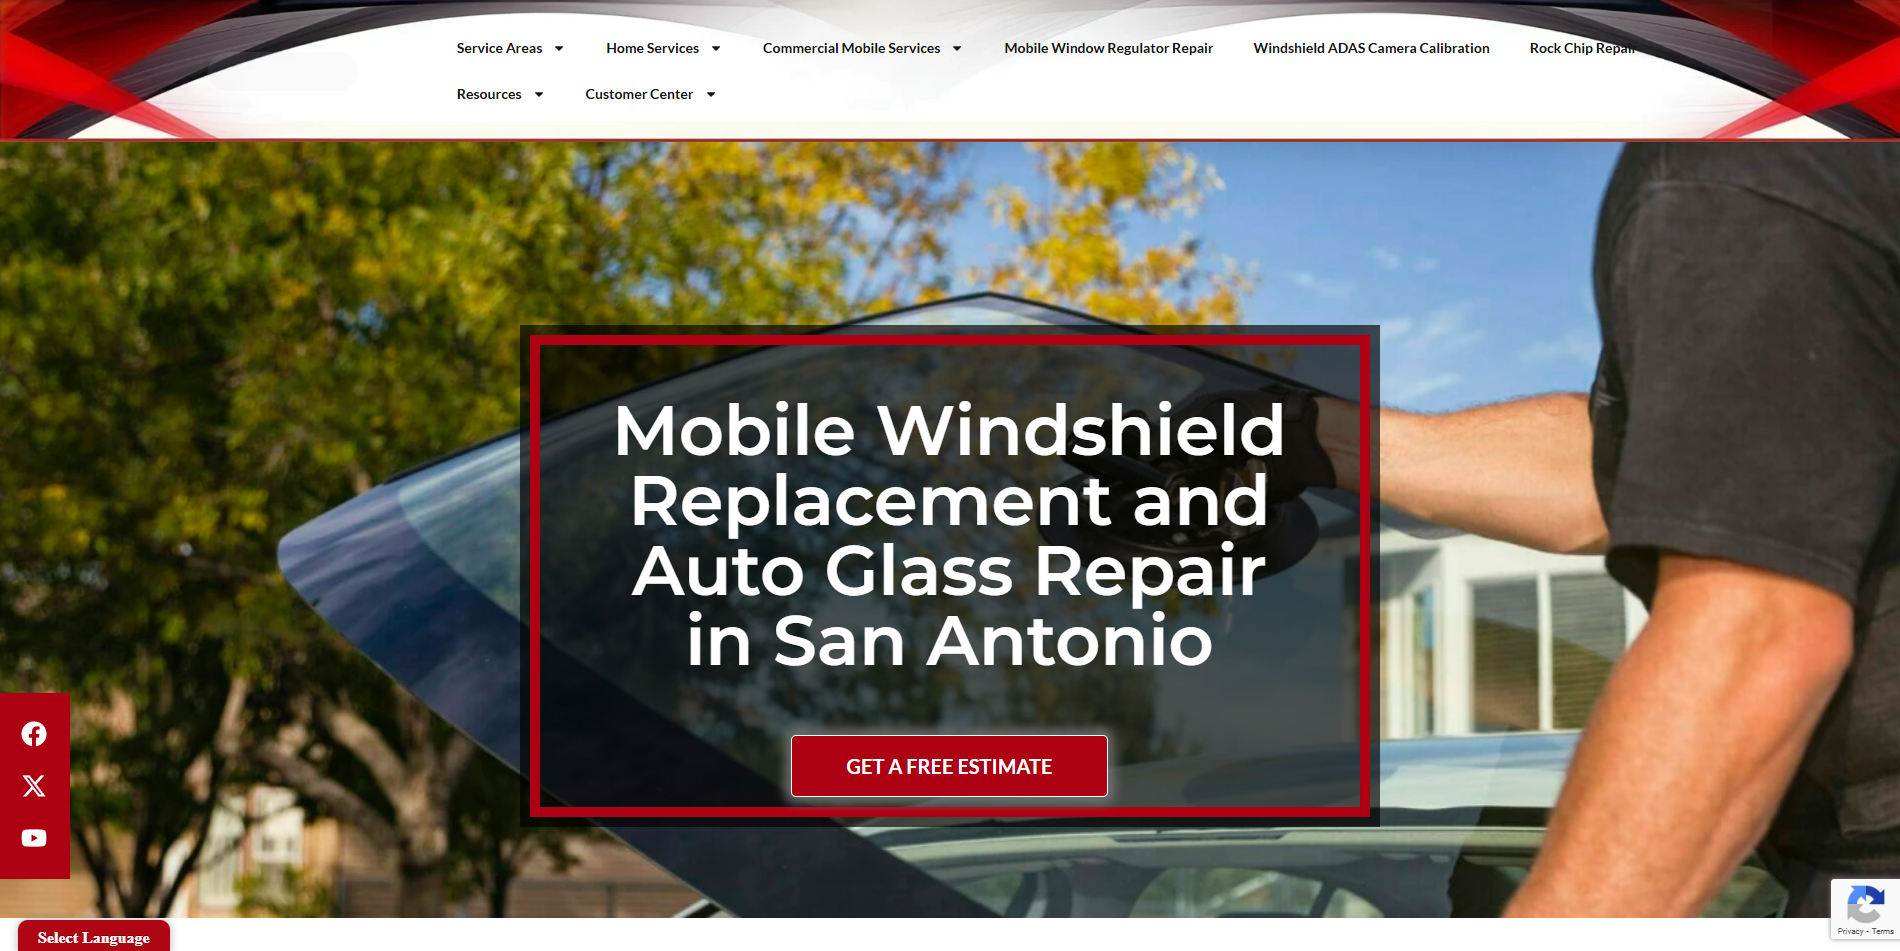 Service Areas Home Services Commercial Mobile Services Mobile Window Regulator Repair Windshield ADAS Camera Calibration Rock Chip Repair
Resources Customer Center
Mobile Windshield
Replacement and
Auto Glass Repair
in San Antonio
GET A FREE ESTIMATE
Select Language
Privacy - Terms